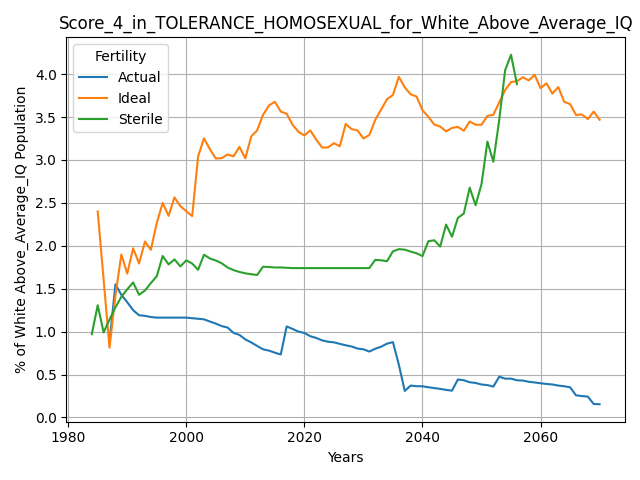 Score_4_in_TOLERANCE_HOMOSEXUAL_for_White_Above_Average_IQ
Fertility
Actual
Ideal
Sterile
% of White Above_Average_IQ Population
4.0
3.5
3.0
2.5
2.0
1.5
1.0
0.5
0.0
1980 2000 2020 2040 2060
Years